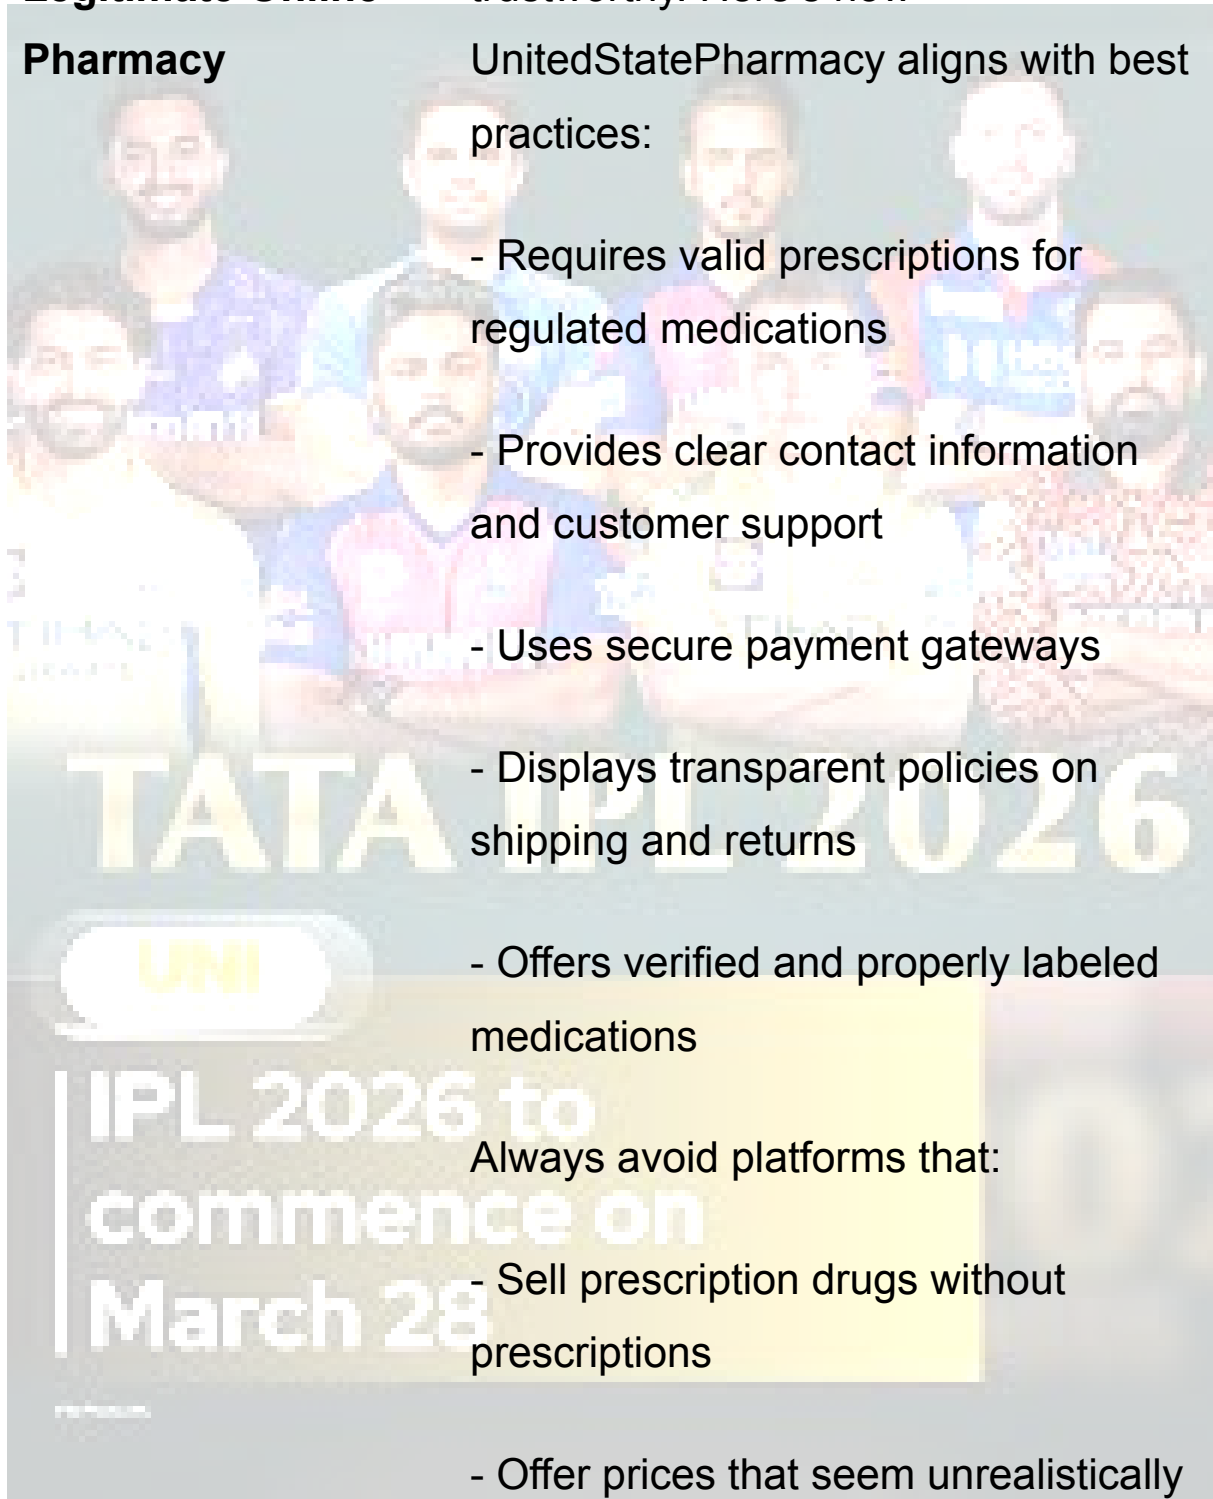 Pharmacy
UnitedStatePharmacy aligns with best
practices:
- Requires valid prescriptions for
regulated medications
- Provides clear contact information
and customer support
- Uses secure payment gateways
- Displays transparent policies on
shipping and returns
- Offers verified and properly labeled
medications
Always avoid platforms that:
- Sell prescription drugs without
prescriptions
- Offer prices that seem unrealistically
TATA IPL 2026
UNI
IPL 2026 to
commence on
March 28